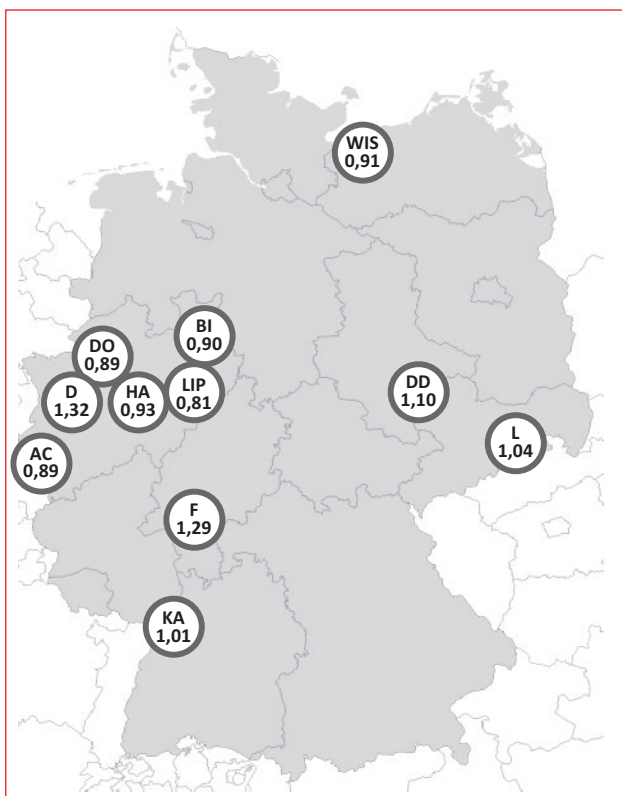 WIS
0,91
BI
0,90
DO
0,89
D
1,32
HA
0,93
LIP
0,81
DD
1,10
L
1,04
AC
0,89
F
1,29
KA
1,01